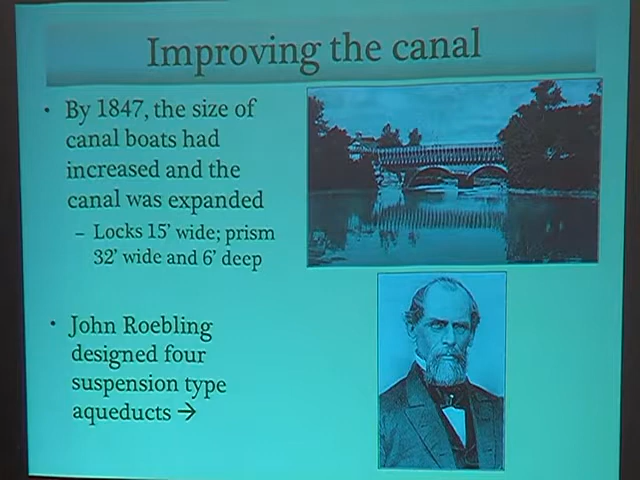 Improving the canal
• By 1847, the size of
canal boats had
increased and the
canal was expanded
– Locks 15' wide; prism
32' wide and 6' deep
• John Roebling
designed four
suspension type
aqueducts →